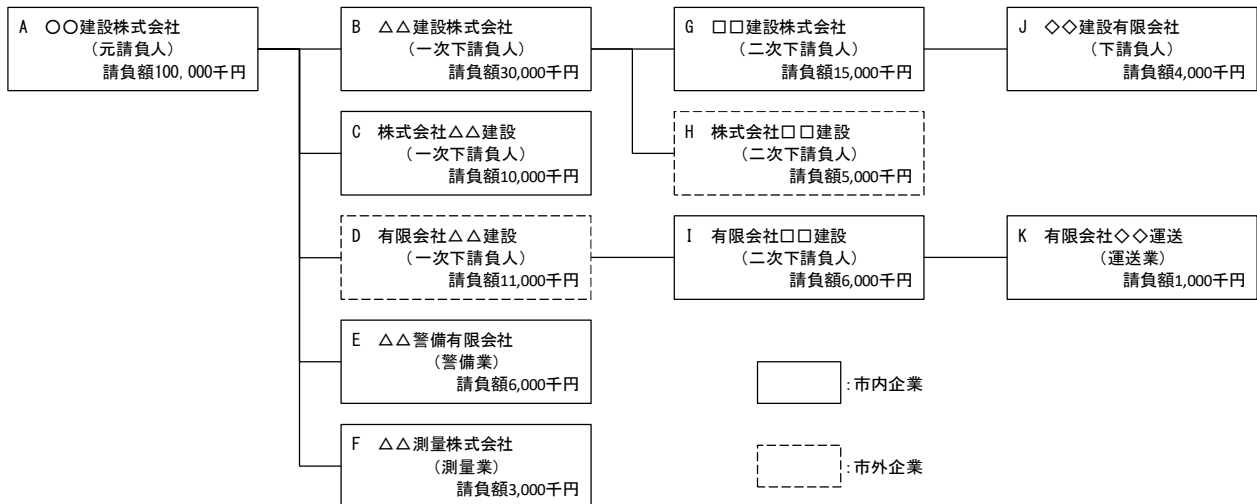 A ○○建設株式会社
(元請負人)
請負額100,000千円
B △△建設株式会社
(一次下請負人)
請負額30,000千円
G □□建設株式会社
(二次下請負人)
請負額15,000千円
J ◇◇建設有限会社
(下請負人)
請負額4,000千円
C 株式会社△△建設
(一次下請負人)
請負額10,000千円
H 株式会社□□建設
(二次下請負人)
請負額5,000千円
D 有限会社△△建設
(一次下請負人)
請負額11,000千円
I 有限会社□□建設
(二次下請負人)
請負額6,000千円
K 有限会社◇◇運送
(運送業)
請負額1,000千円
E △△警備有限会社
(警備業)
請負額6,000千円
:市内企業
F △△測量株式会社
(測量業)
請負額3,000千円
:市外企業